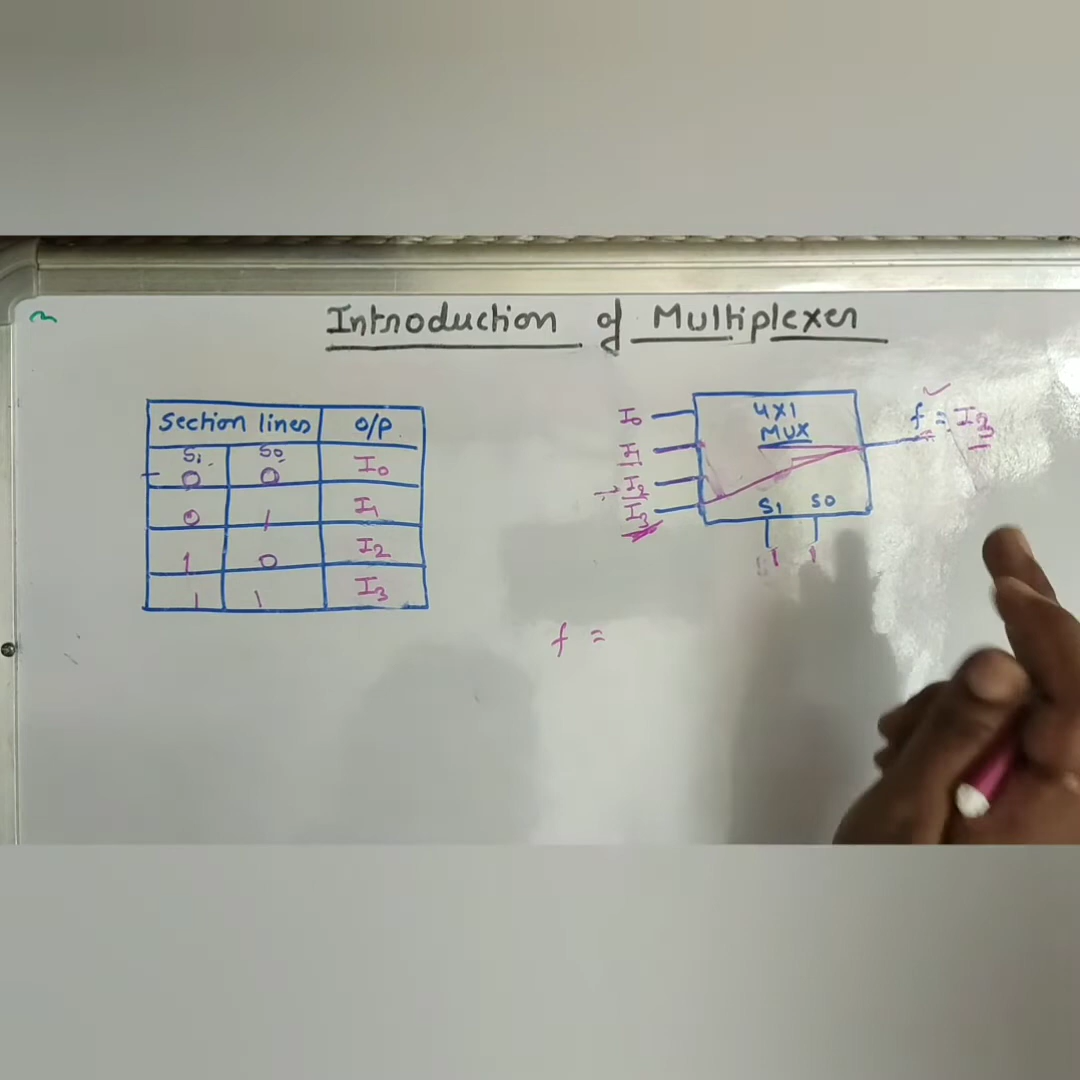 Introduction of Multiplexer
Section lines O/P
S1 S0
0 0 I0
0 1 I1
1 0 I2
1 1 I3
4X1
MUX
I0
I1
I2
I3
S1 S0
1 1
f = I3
f =